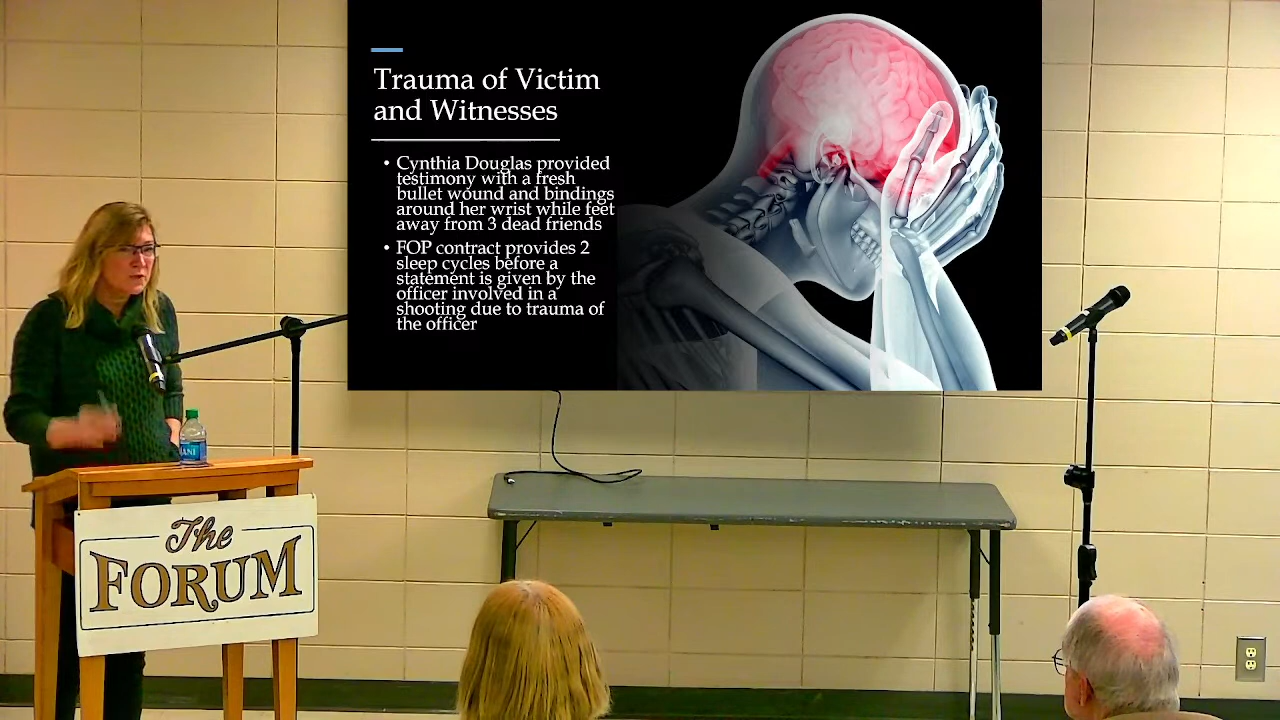 Trauma of Victim
and Witnesses
• Cynthia Douglas provided
testimony with a fresh
bullet wound and bindings
around her wrist while feet
away from 3 dead friends
• FOP contract provides 2
sleep cycles before a
statement is given by the
officer involved in a
shooting due to trauma of
the officer
The
FORUM